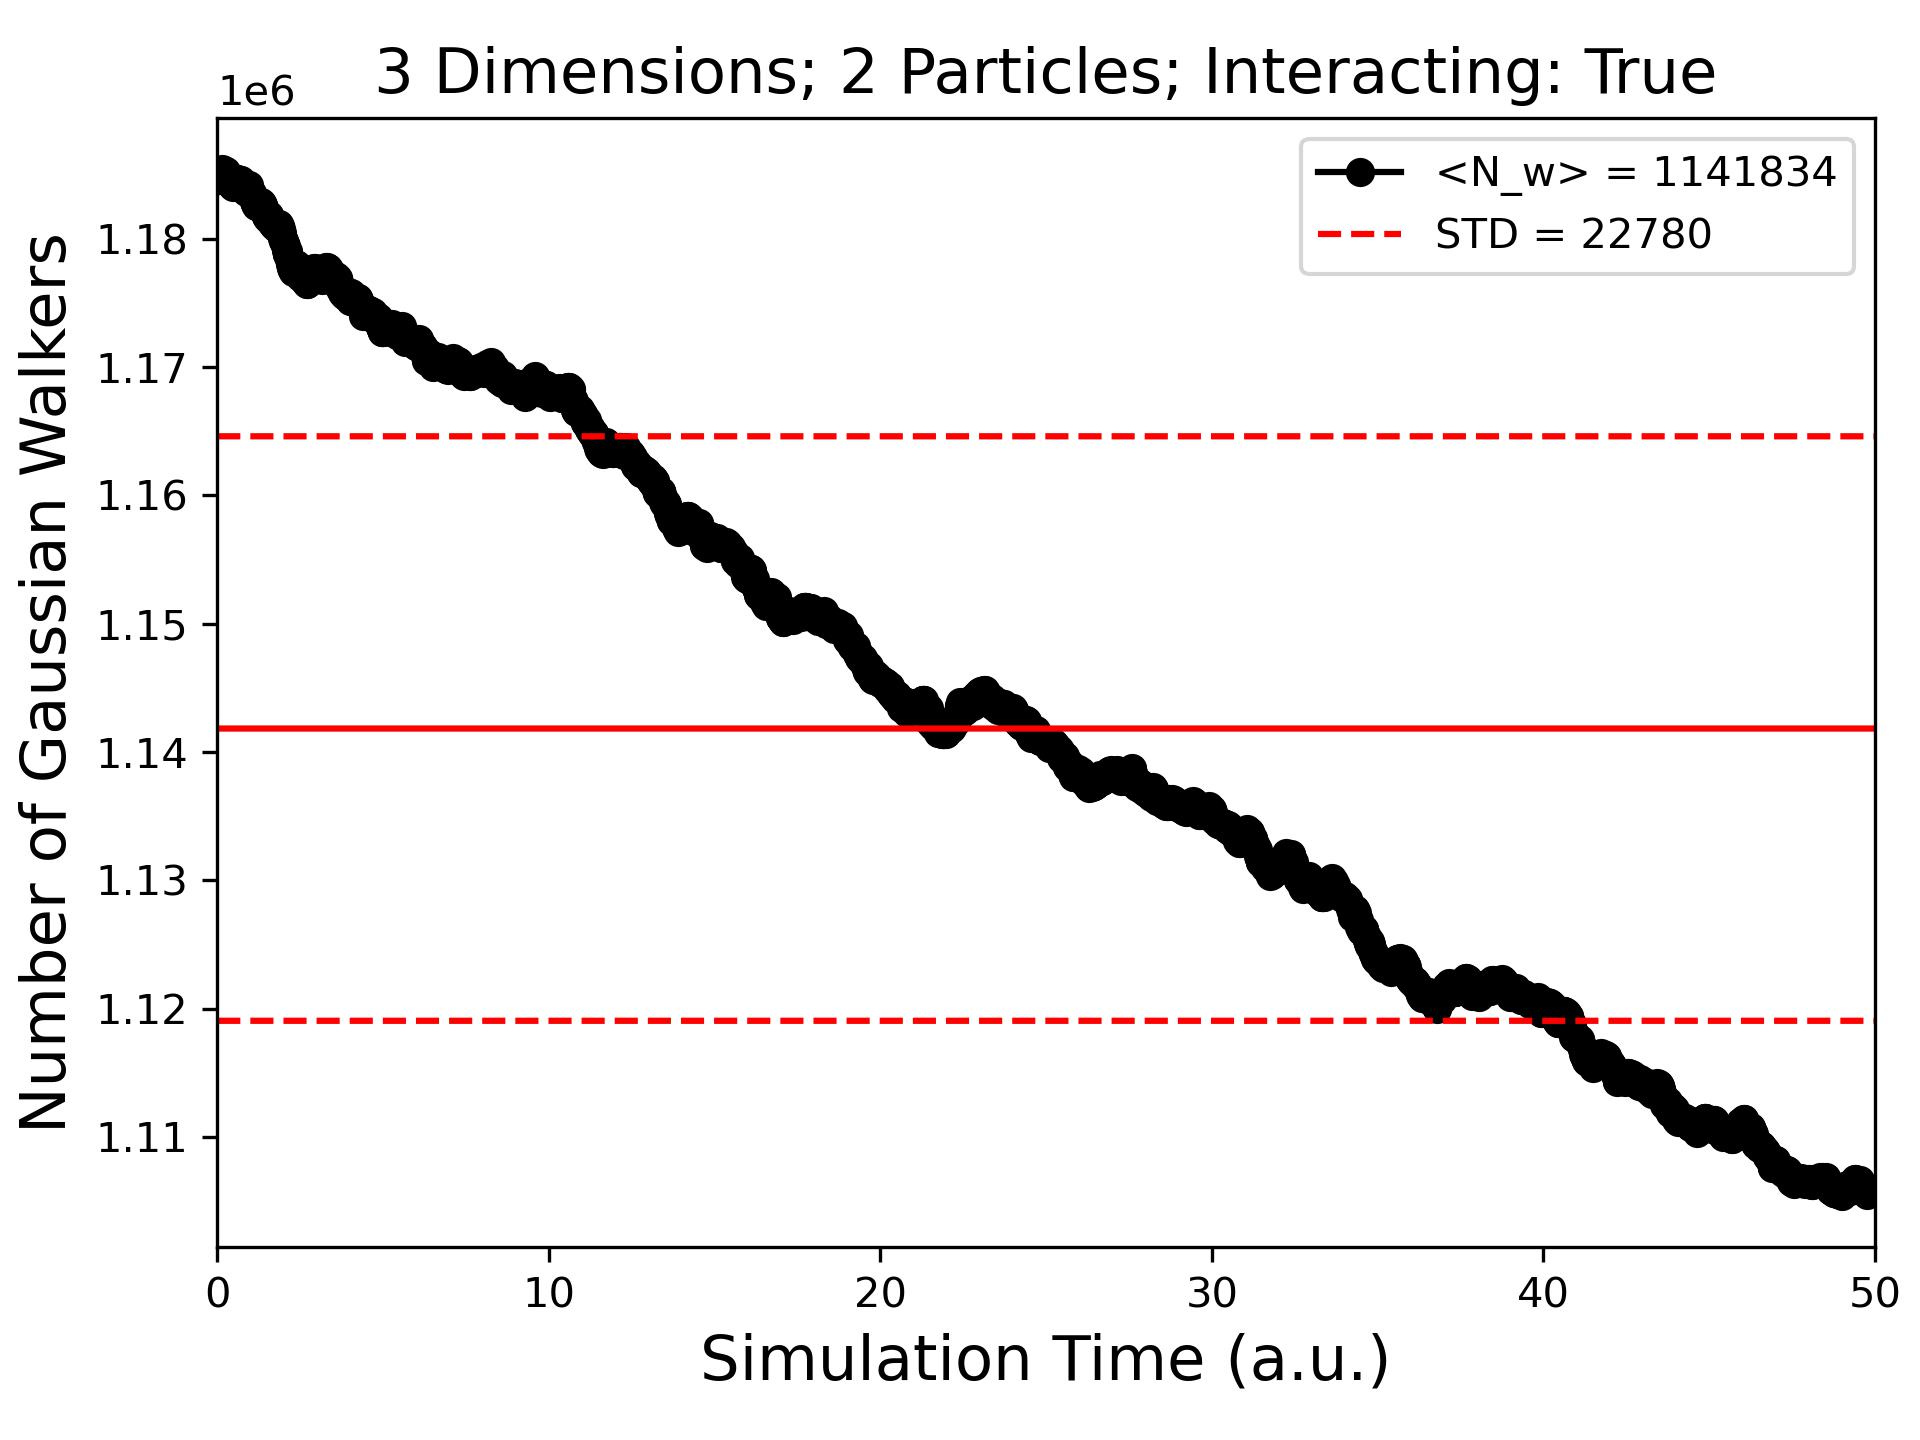 3 Dimensions; 2 Particles; Interacting: True
1e6
<N_w> = 1141834
STD = 22780
Number of Gaussian Walkers
1.18
1.17
1.16
1.15
1.14
1.13
1.12
1.11
0 10 20 30 40 50
Simulation Time (a.u.)